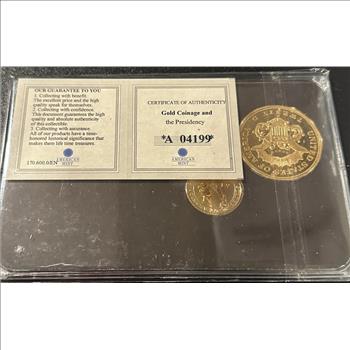 OUR GUARANTEE TO YOU
1. Collecting with benefit.
The excellent price and the high
quality speak for themselves.
2. Collecting with confidence.
This document guarantees the high
quality and absolute authenticity
of this collectible.
3. Collecting with assurance.
All of our products have a time-
honored historical significance that
makes them life time treasures.
170.600.0/EN
AMERICAN
MINT
CERTIFICATE OF AUTHENTICITY
Gold Coinage and
the Presidency
*A 04199*
AMERICAN
MINT
UNITED STATES OF